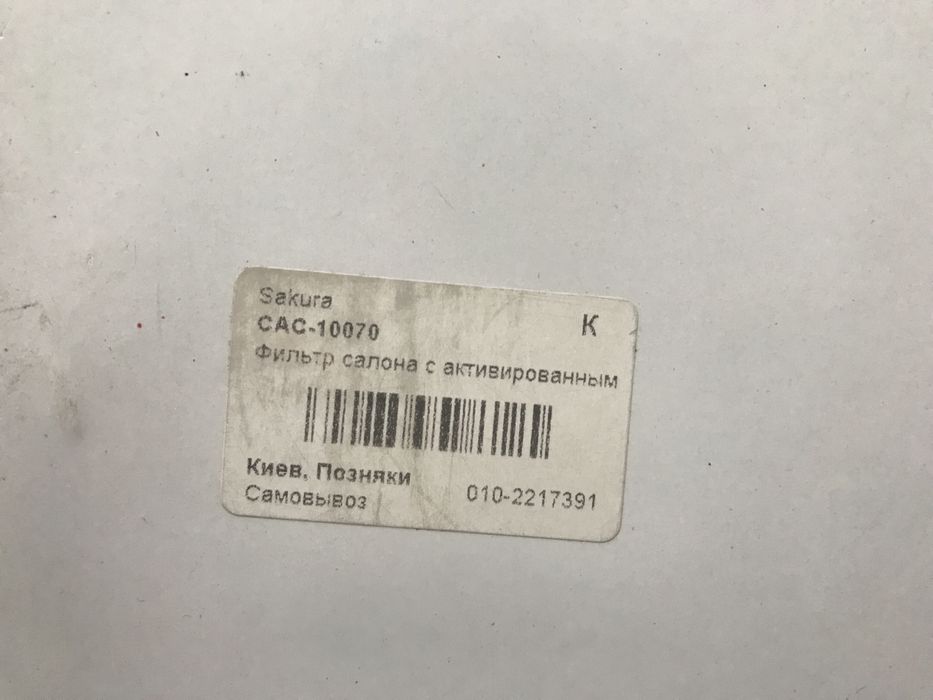 Sakura
K
CAC-10070
Фильтр салона с активированным
Киев, Позняки
Самовывоз
010-2217391